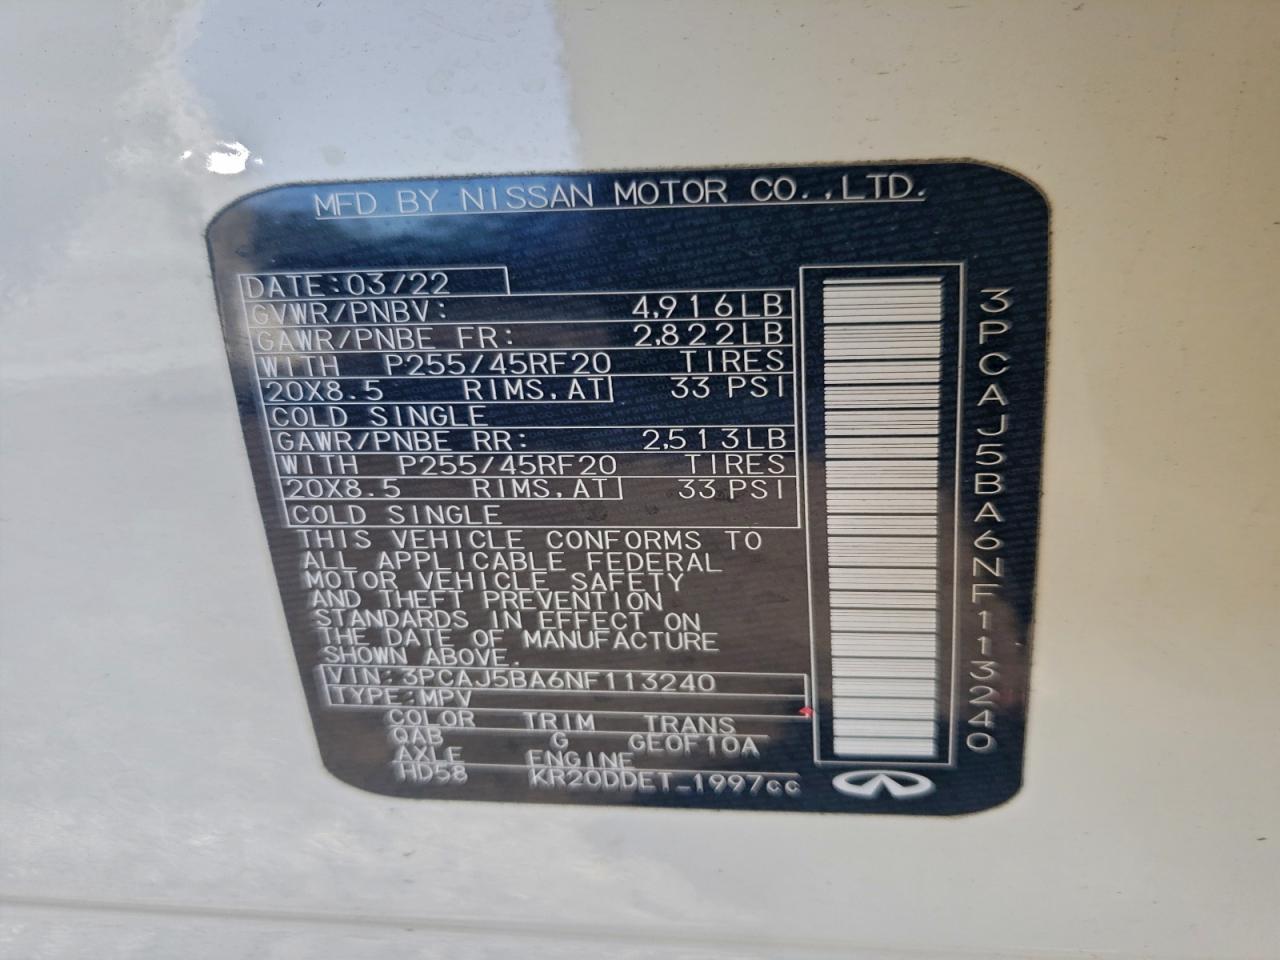 MFD BY NISSAN MOTOR CO.,LTD.
DATE:03/22
GVWR/PNBV: 4,916LB
GAWR/PNBE FR: 2,822LB
WITH P255/45RF20 TIRES
20X8.5 RIMS,AT 33 PSI
COLD SINGLE
GAWR/PNBE RR: 2,513LB
WITH P255/45RF20 TIRES
20X8.5 RIMS,AT 33 PSI
COLD SINGLE
THIS VEHICLE CONFORMS TO
ALL APPLICABLE FEDERAL
MOTOR VEHICLE SAFETY
AND THEFT PREVENTION
STANDARDS IN EFFECT ON
THE DATE OF MANUFACTURE
SHOWN ABOVE.
VIN:3PCAJ5BA6NF113240
TYPE:MPV
COLOR TRIM TRANS
QAB G GE0F10A
AXLE ENGINE
HD58 KR20DDET-1997cc
3PCAJ5BA6NF113240